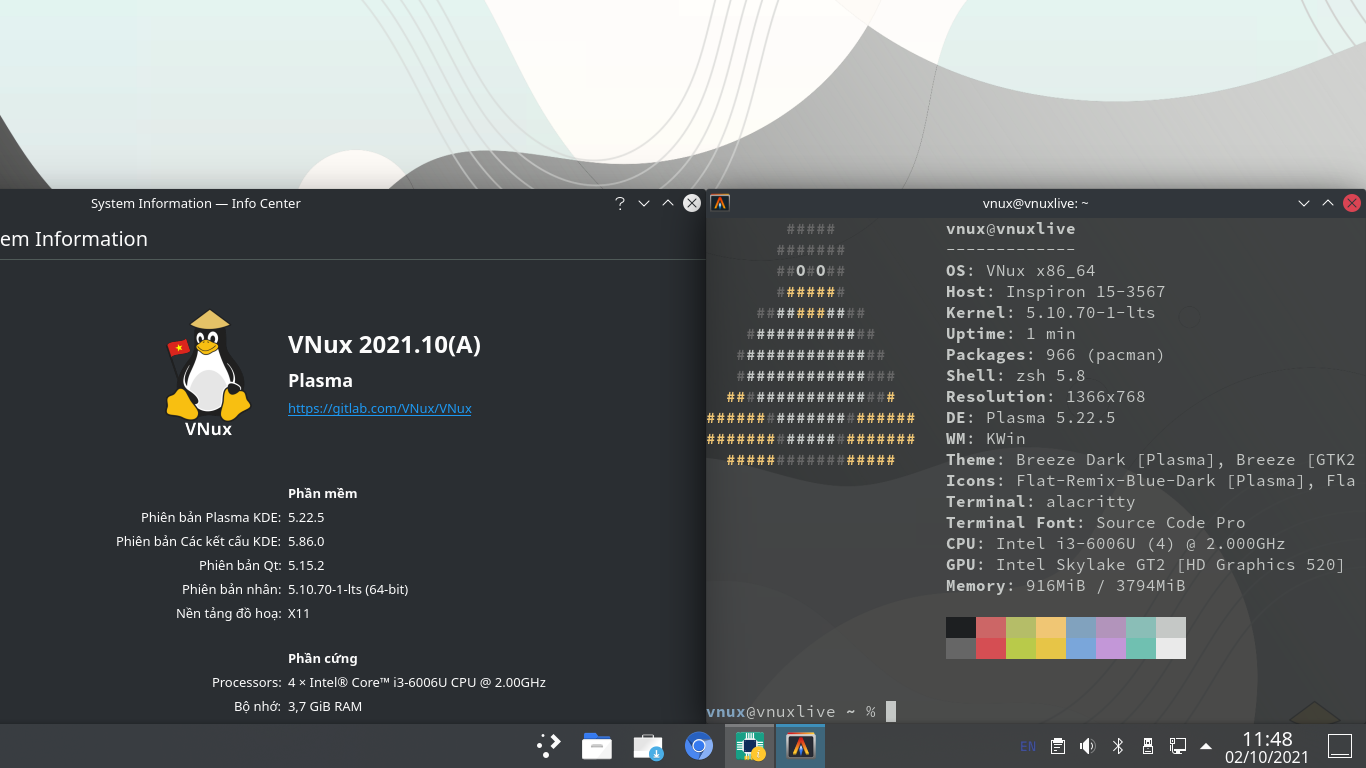 System Information — Info Center
em Information
VNux
VNux 2021.10(A)
Plasma
https://gitlab.com/VNux/VNux
Phần mềm
Phiên bản Plasma KDE: 5.22.5
Phiên bản Các kết cấu KDE: 5.86.0
Phiên bản Qt: 5.15.2
Phiên bản nhân: 5.10.70-1-lts (64-bit)
Nền tảng đồ hoạ: X11
Phần cứng
Processors: 4 × Intel® Core™ i3-6006U CPU @ 2.00GHz
Bộ nhớ: 3,7 GiB RAM
vnux@vnuxlive: ~
#####
#######
##O#O##
#######
###########
#############
###############
################
#################
#####################
#####################
#################
vnux@vnuxlive
-------------
OS: VNux x86_64
Host: Inspiron 15-3567
Kernel: 5.10.70-1-lts
Uptime: 1 min
Packages: 966 (pacman)
Shell: zsh 5.8
Resolution: 1366x768
DE: Plasma 5.22.5
WM: KWin
Theme: Breeze Dark [Plasma], Breeze [GTK2
Icons: Flat-Remix-Blue-Dark [Plasma], Fla
Terminal: alacritty
Terminal Font: Source Code Pro
CPU: Intel i3-6006U (4) @ 2.000GHz
GPU: Intel Skylake GT2 [HD Graphics 520]
Memory: 916MiB / 3794MiB
vnux@vnuxlive ~ %
EN
11:48
02/10/2021